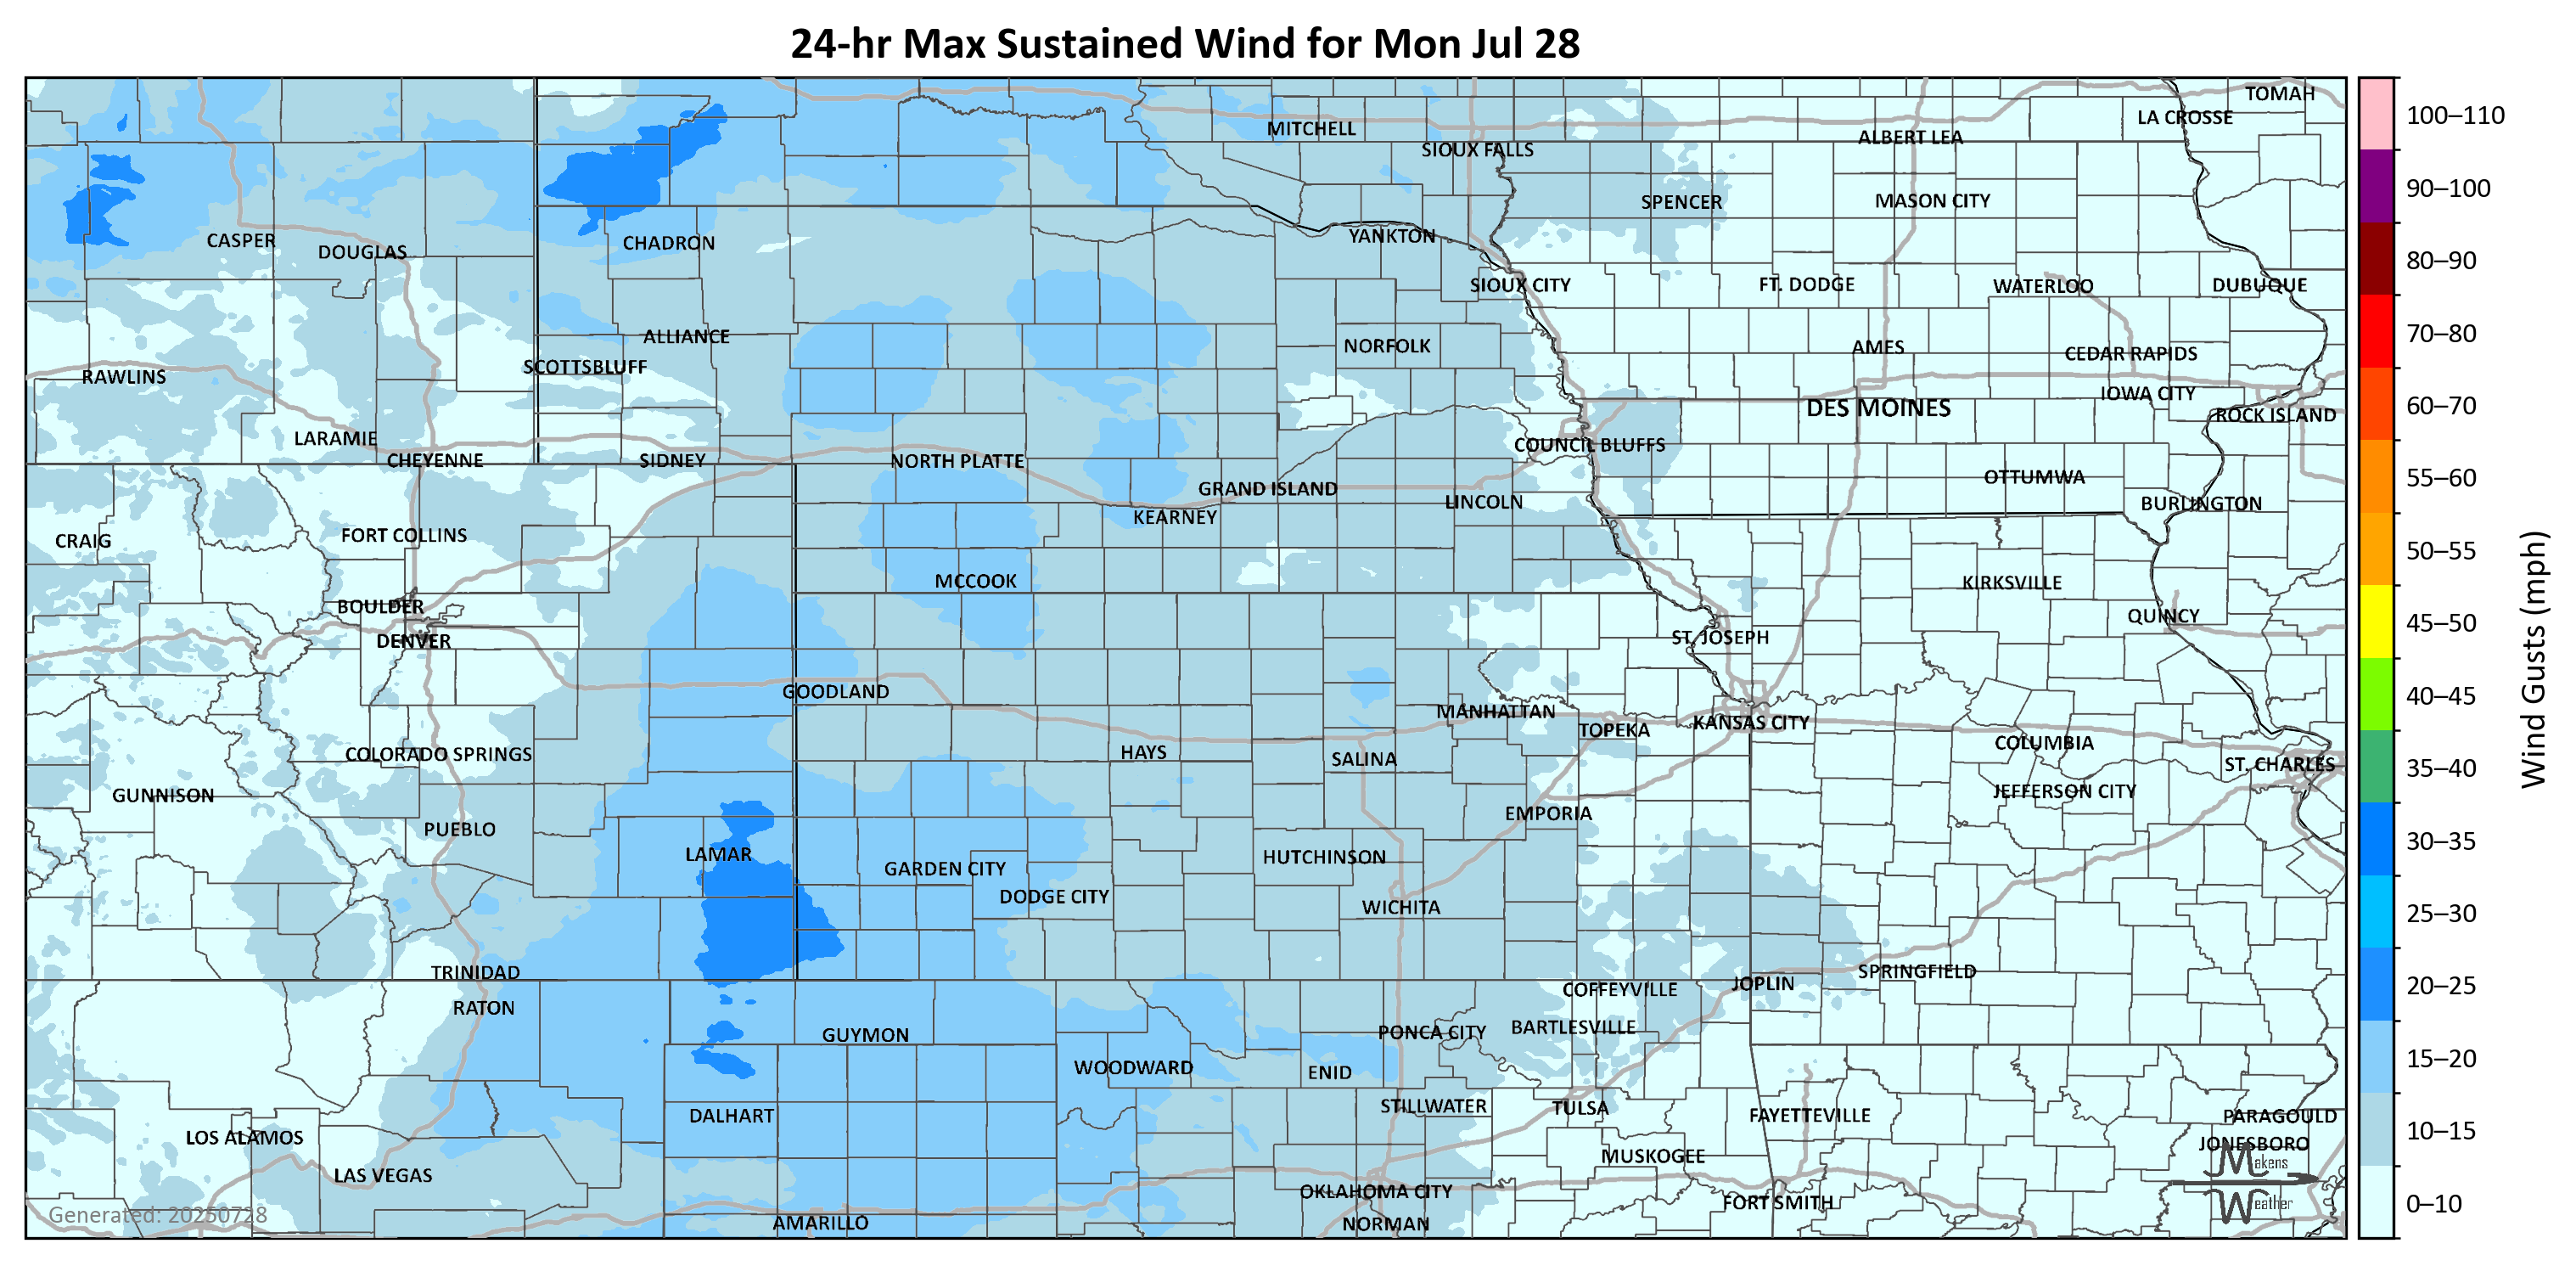 24-hr Max Sustained Wind for Mon Jul 28
TOMAH
LA CROSSE
MITCHELL
ALBERT LEA
SIOUX FALLS
SPENCER
MASON CITY
CASPER
CHADRON
YANKTON
DOUGLAS
SIOUX CITY
FT. DODGE
WATERLOO
DUBUQUE
ALLIANCE
NORFOLK
AMES
CEDAR RAPIDS
SCOTTSBLUFF
RAWLINS
IOWA CITY
DES MOINES
ROCK ISLAND
LARAMIE
COUNCIL BLUFFS
CHEYENNE
SIDNEY
NORTH PLATTE
OTTUMWA
GRAND ISLAND
LINCOLN
BURLINGTON
KEARNEY
CRAIG
FORT COLLINS
MCCOOK
KIRKSVILLE
BOULDER
QUINCY
DENVER
ST. JOSEPH
GOODLAND
MANHATTAN
KANSAS CITY
TOPEKA
COLUMBIA
COLORADO SPRINGS
HAYS
SALINA
ST. CHARLES
GUNNISON
JEFFERSON CITY
EMPORIA
PUEBLO
LAMAR
HUTCHINSON
GARDEN CITY
DODGE CITY
WICHITA
TRINIDAD
SPRINGFIELD
JOPLIN
COFFEYVILLE
RATON
BARTLESVILLE
PONCA CITY
GUYMON
WOODWARD
ENID
STILLWATER
TULSA
DALHART
FAYETTEVILLE
PARAGOULD
LOS ALAMOS
JONESBORO
MUSKOGEE
LAS VEGAS
OKLAHOMA CITY
FORT SMITH
AMARILLO
NORMAN
Generated: 20250728
Makens
Weather
100–110
90–100
80–90
70–80
60–70
55–60
50–55
45–50
40–45
35–40
30–35
25–30
20–25
15–20
10–15
0–10
Wind Gusts (mph)